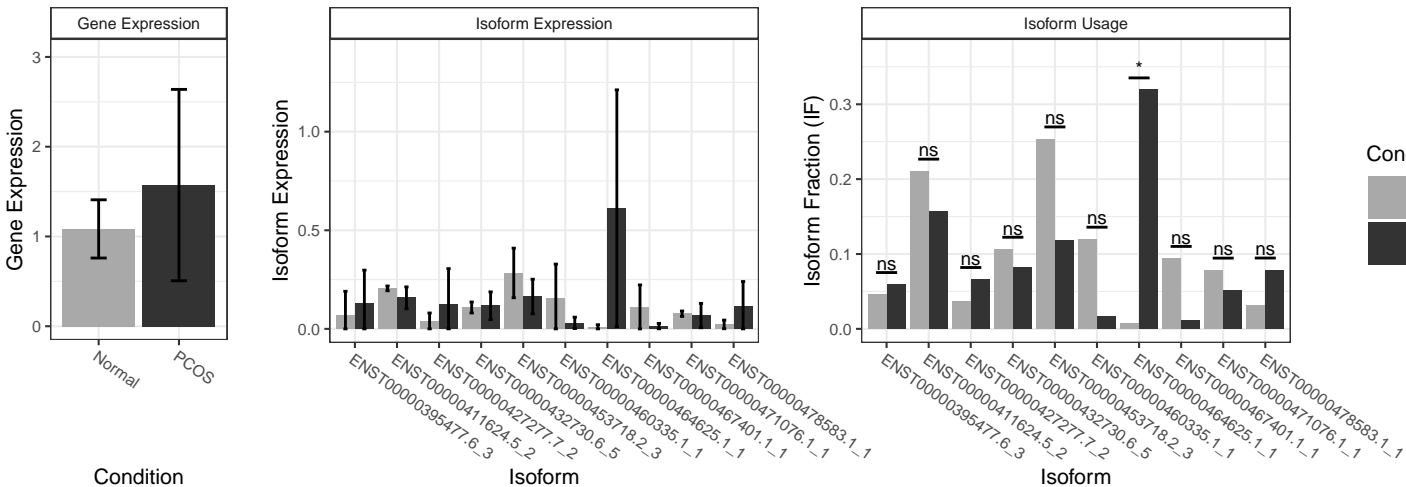 Gene Expression
Gene Expression
3
2
1
0
Normal
PCOS
Condition
Isoform Expression
Isoform Expression
1.0
0.5
0.0
ENST00000395477.6_3
ENST00000411624.5_2
ENST00000427277.7_2
ENST00000432730.6_5
ENST00000453718.2_3
ENST00000460335.1_1
ENST00000464625.1_1
ENST00000467401.1_1
ENST00000471076.1_1
ENST00000478583.1_1
Isoform
Isoform Usage
Isoform Fraction (IF)
0.3
0.2
0.1
0.0
ns
ns
ns
ns
ns
ns
*
ns
ns
ns
ENST00000395477.6_3
ENST00000411624.5_2
ENST00000427277.7_2
ENST00000432730.6_5
ENST00000453718.2_3
ENST00000460335.1_1
ENST00000464625.1_1
ENST00000467401.1_1
ENST00000471076.1_1
ENST00000478583.1_1
Isoform
Con